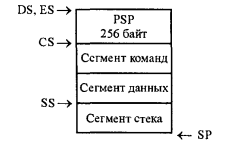 DS, ES
PSP
256 байт
CS
Сегмент команд
Сегмент данных
SS
Сегмент стека
SP